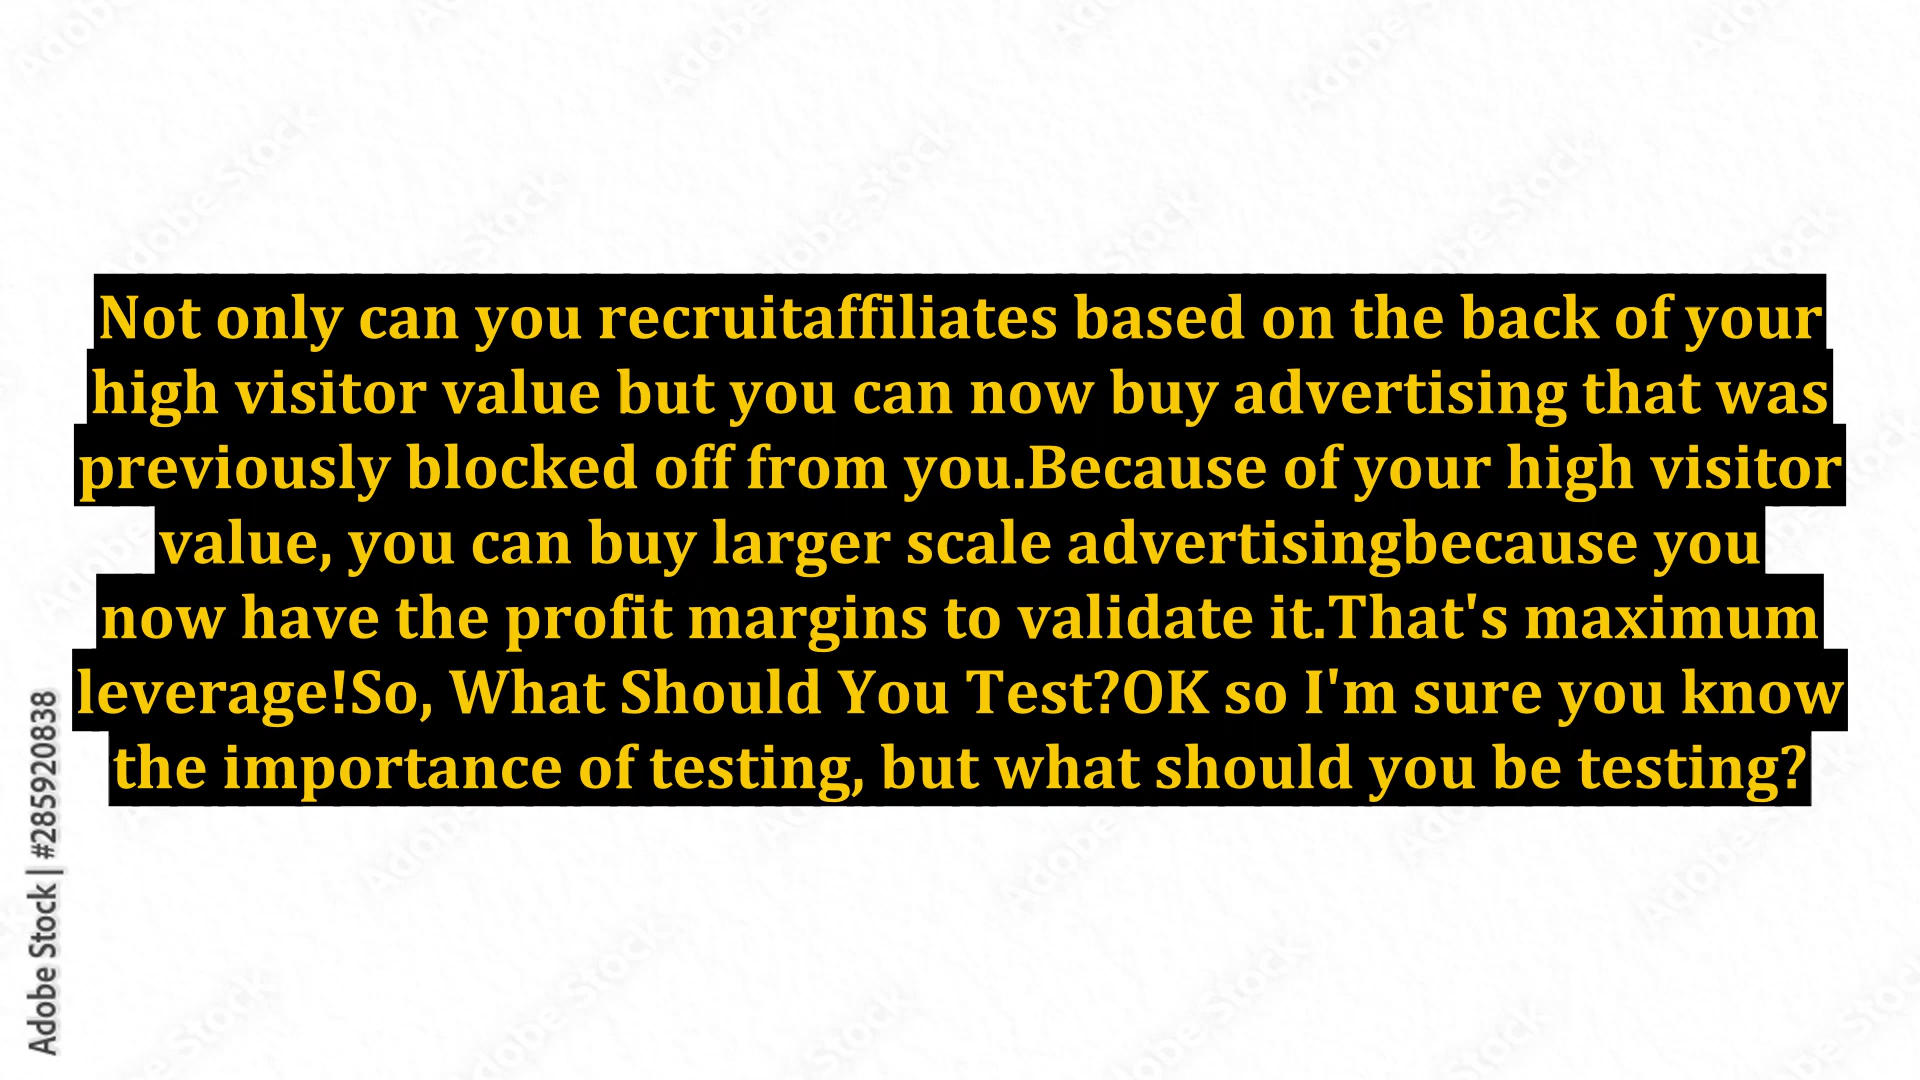 Not only can you recruitaffiliates based on the back of your
high visitor value but you can now buy advertising that was
previously blocked off from you.Because of your high visitor
value, you can buy larger scale advertisingbecause you
now have the profit margins to validate it.That's maximum
leverage!So, What Should You Test?OK so I'm sure you know
the importance of testing, but what should you be testing?
Adobe Stock | #285920838
Adobe Stock